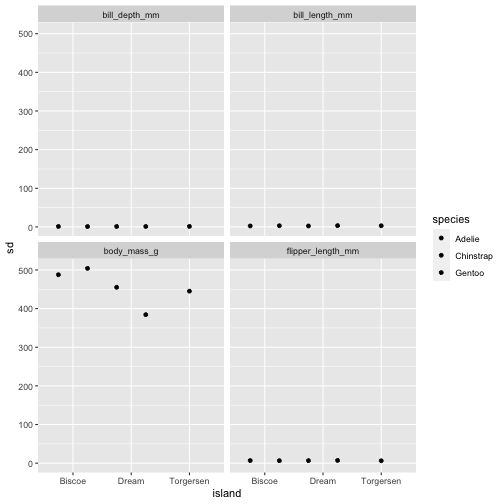 bill_depth_mm
bill_length_mm
500
400
300
200
100
0
body_mass_g
flipper_length_mm
500
400
300
200
100
0
Biscoe
Dream
Torgersen
Biscoe
Dream
Torgersen
island
sd
species
Adelie
Chinstrap
Gentoo